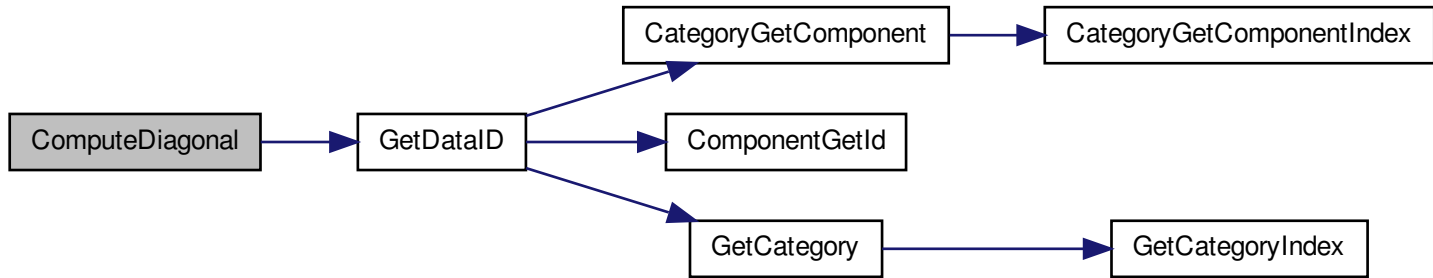 CategoryGetComponent
CategoryGetComponentIndex
ComputeDiagonal
GetDataID
ComponentGetId
GetCategory
GetCategoryIndex